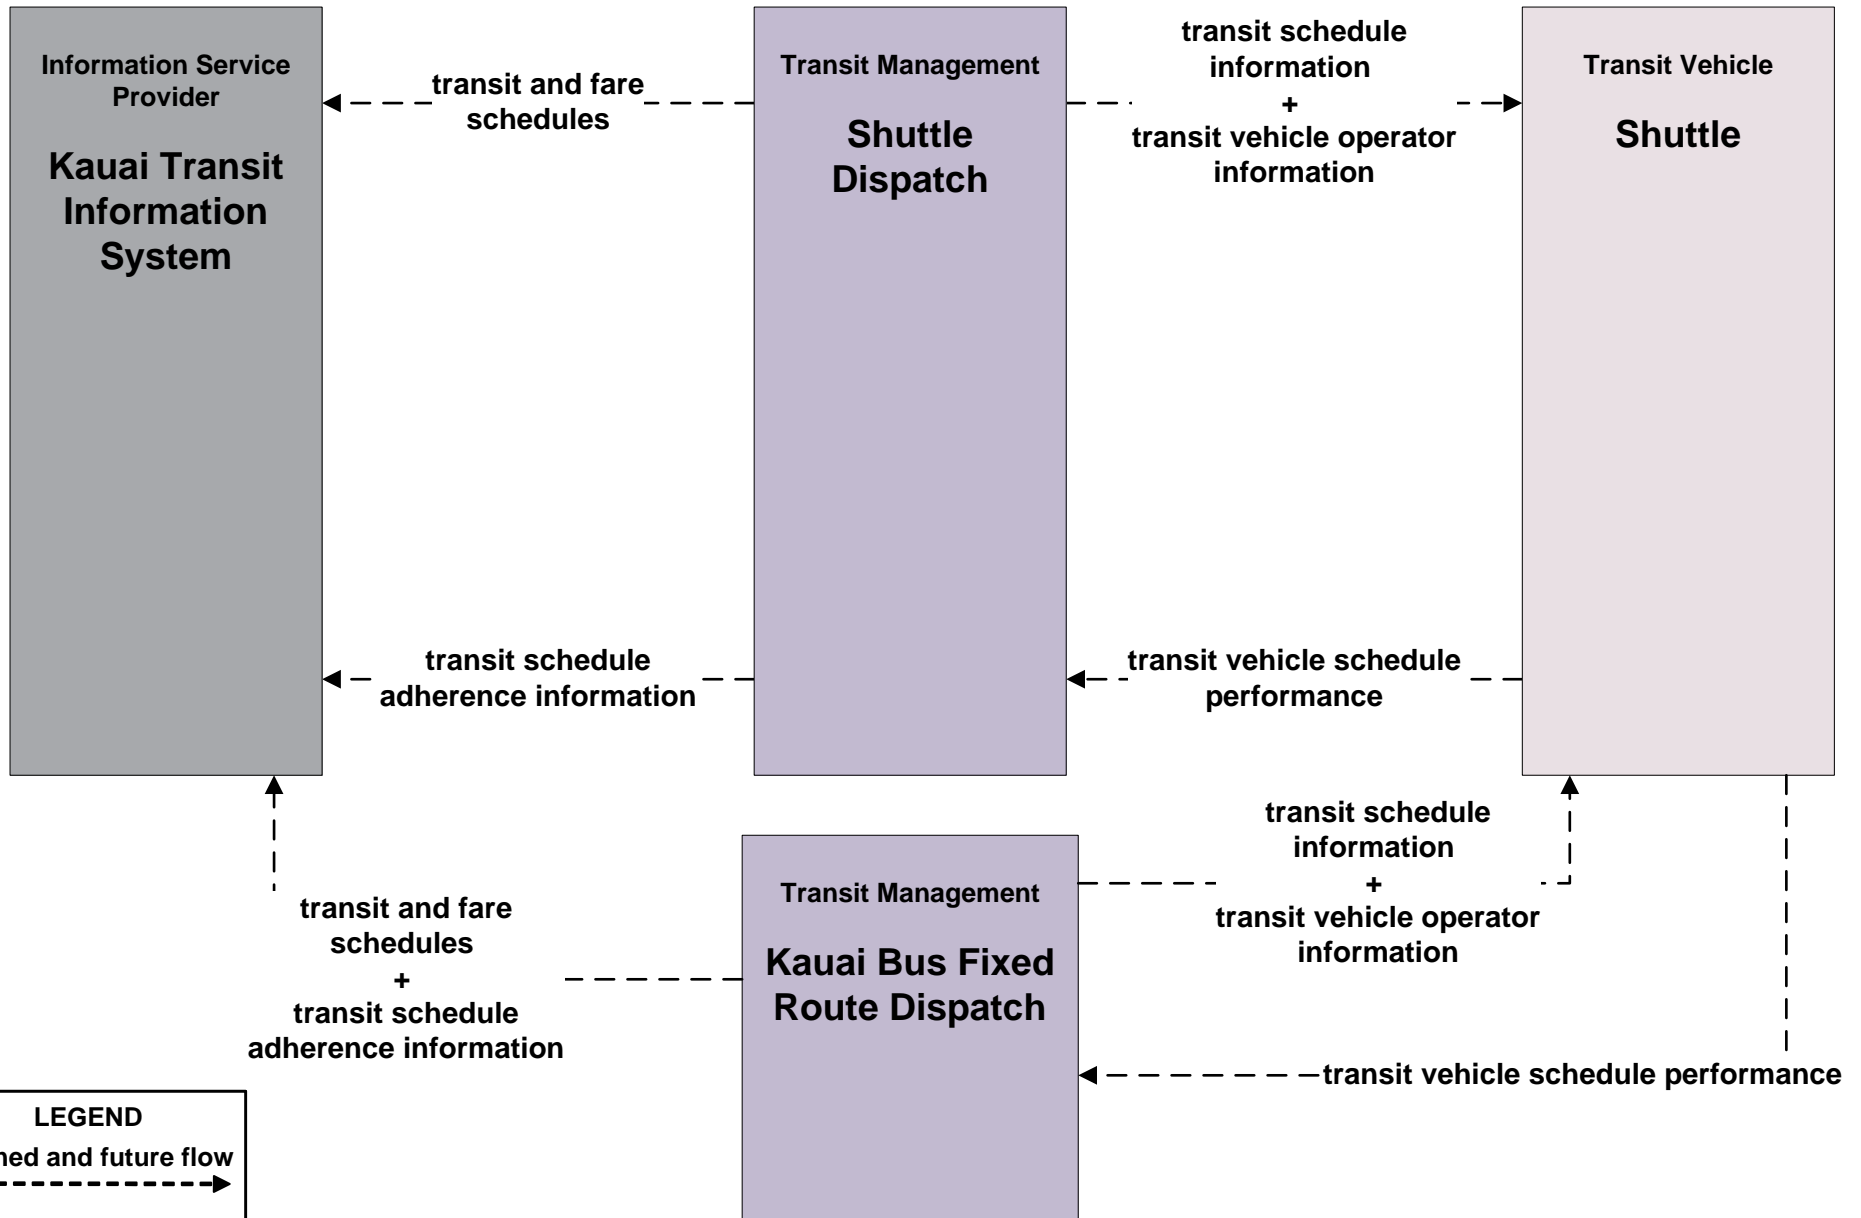 Information Service
Provider
Kauai Transit
Information
System
transit and fare
schedules
Transit Management
Shuttle
Dispatch
transit schedule
information
+
transit vehicle operator
information
Transit Vehicle
Shuttle
transit schedule
adherence information
transit vehicle schedule
performance
transit and fare
schedules
+
transit schedule
adherence information
Transit Management
Kauai Bus Fixed
Route Dispatch
transit schedule
information
+
transit vehicle operator
information
transit vehicle schedule performance
LEGEND
and future flow